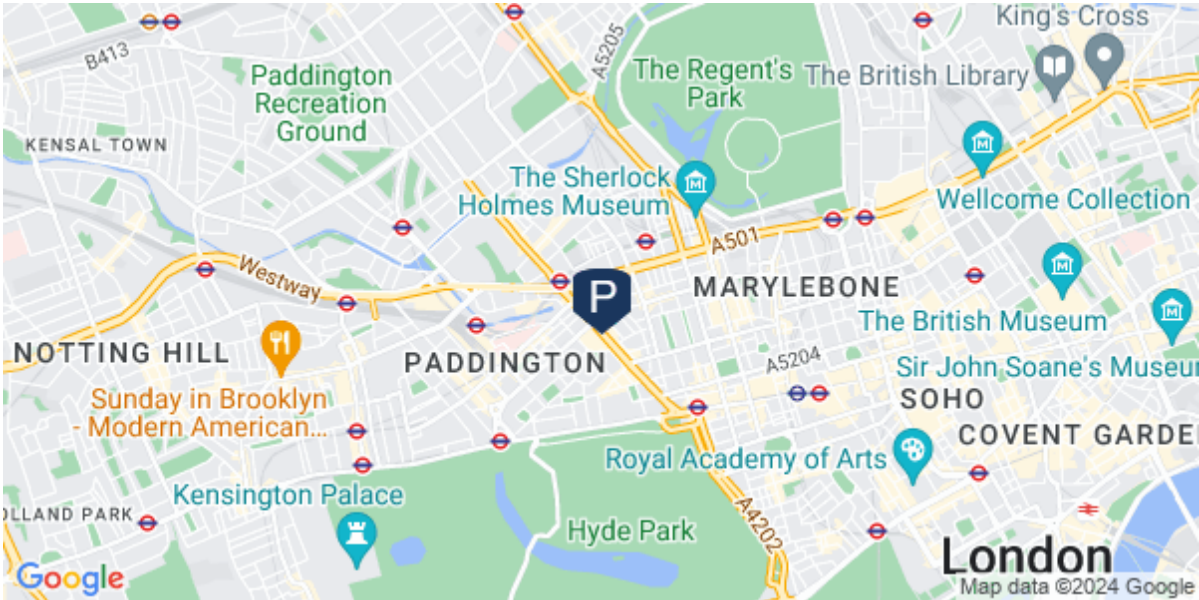 King's Cross
B413
A5205
The Regent's
Park
The British Library
Paddington
Recreation
Ground
KENSAL TOWN
The Sherlock
Holmes Museum
Wellcome Collection
A501
Westway
MARYLEBONE
P
The British Museum
NOTTING HILL
PADDINGTON
A5204
Sir John Soane's Museu
Sunday in Brooklyn
- Modern American...
SOHO
COVENT GARDE
Royal Academy of Arts
Kensington Palace
OLLAND PARK
Hyde Park
A4202
London
Google
Map data ©2024 Google